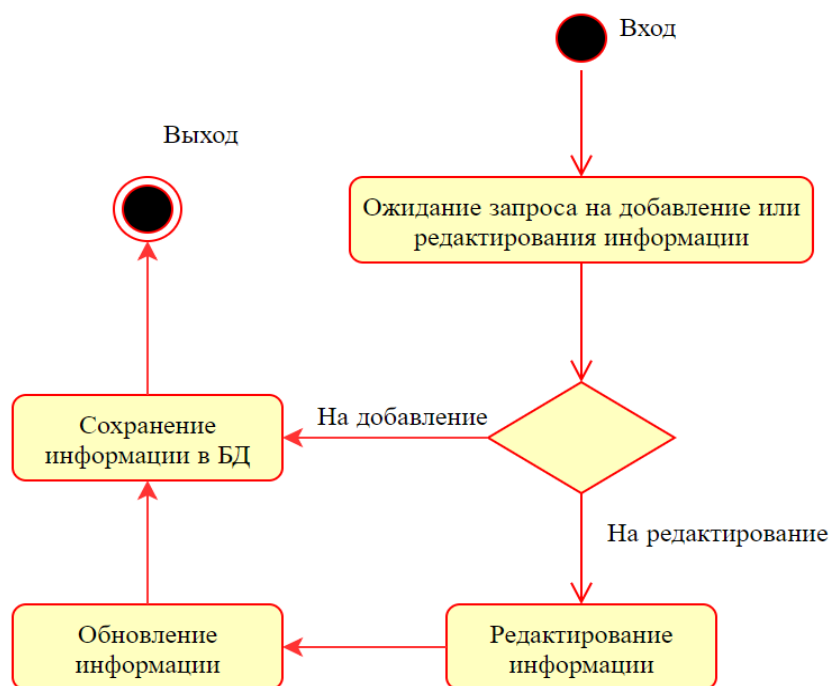 Вход
Выход
Ожидание запроса на добавление или
редактирования информации
На добавление
Сохранение
информации в БД
На редактирование
Редактирование
информации
Обновление
информации